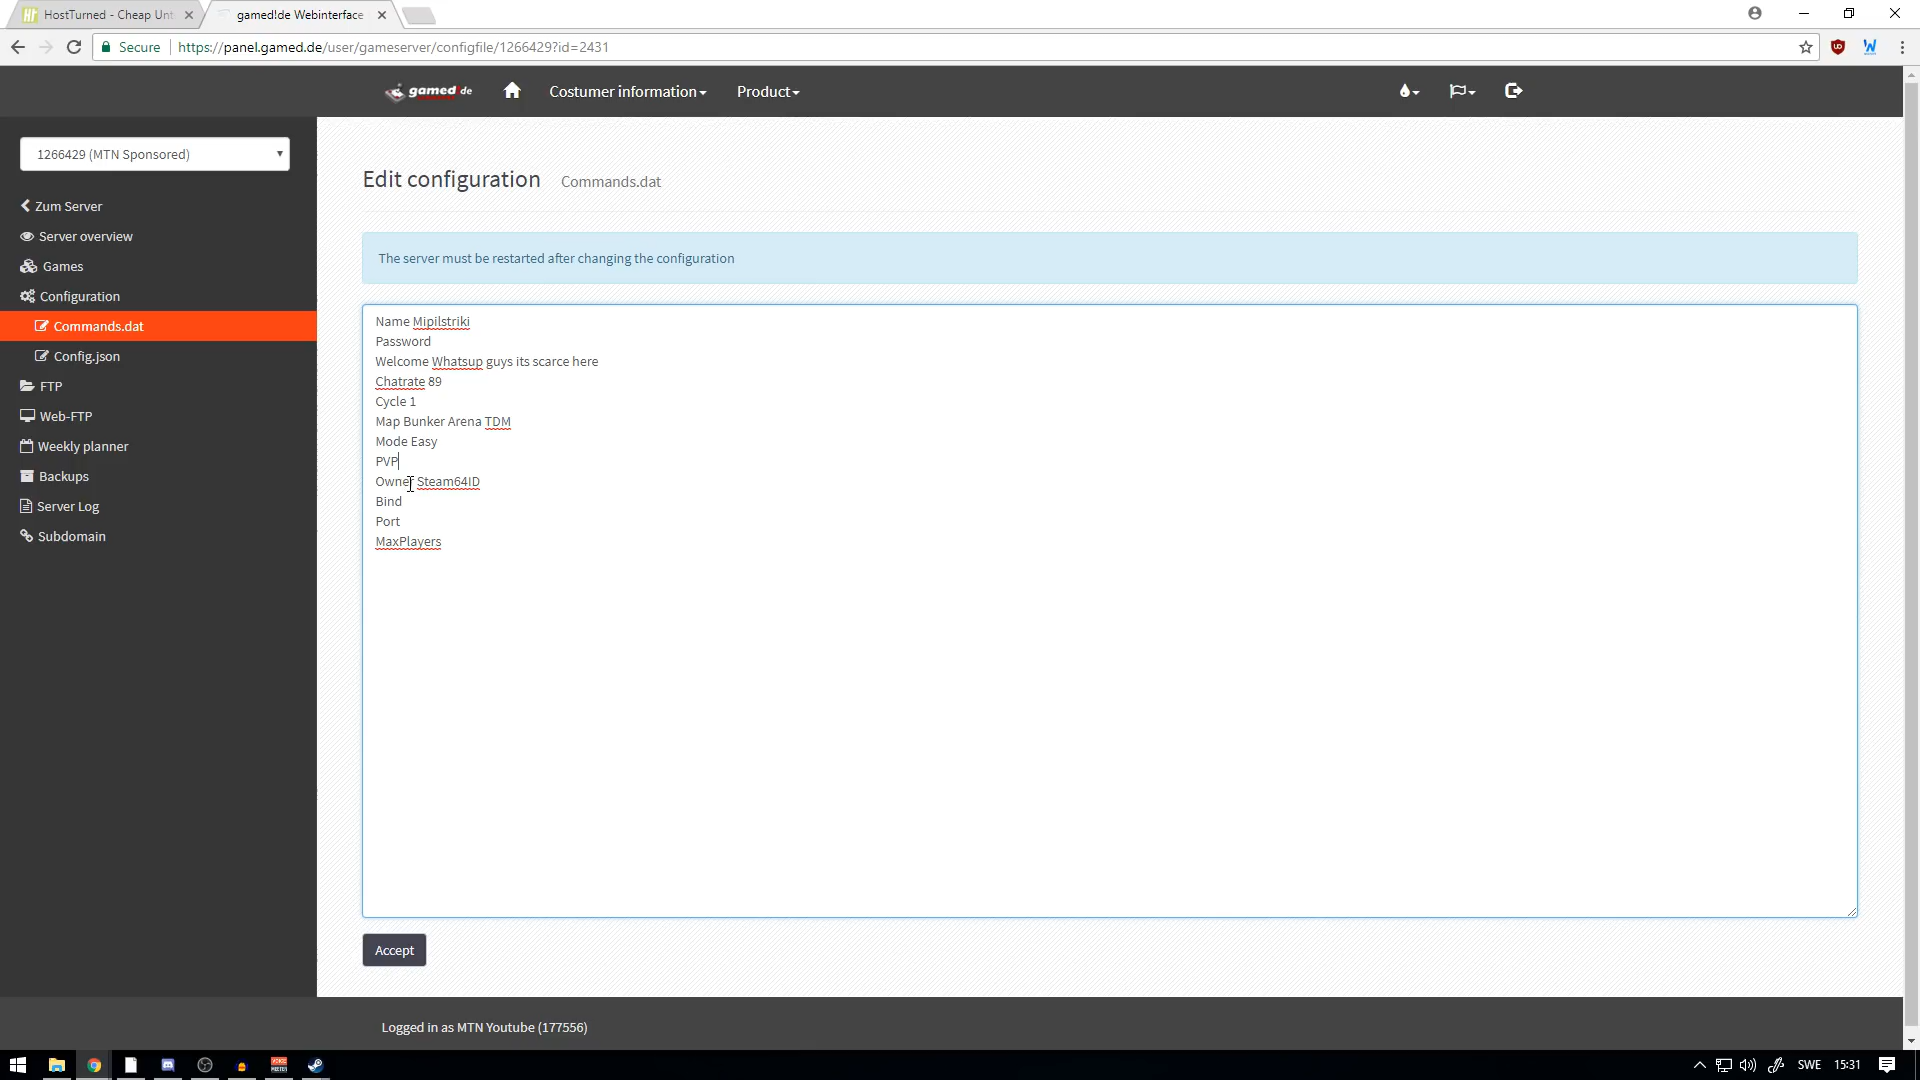 HostTurned - Cheap Unt
gamed!de Webinterface
Secure
https://panel.gamed.de/user/gameserver/configfile/1266429?id=2431
gamed!de
Costumer information
Product
1266429 (MTN Sponsored)
Zum Server
Server overview
Games
Configuration
Commands.dat
Config.json
FTP
Web-FTP
Weekly planner
Backups
Server Log
Subdomain
Edit configuration Commands.dat
The server must be restarted after changing the configuration
Name Mipilstriki
Password
Welcome Whatsup guys its scarce here
Chatrate 89
Cycle 1
Map Bunker Arena TDM
Mode Easy
PVP
Owner Steam64ID
Bind
Port
MaxPlayers
Accept
Logged in as MTN Youtube (177556)
SWE
15:31